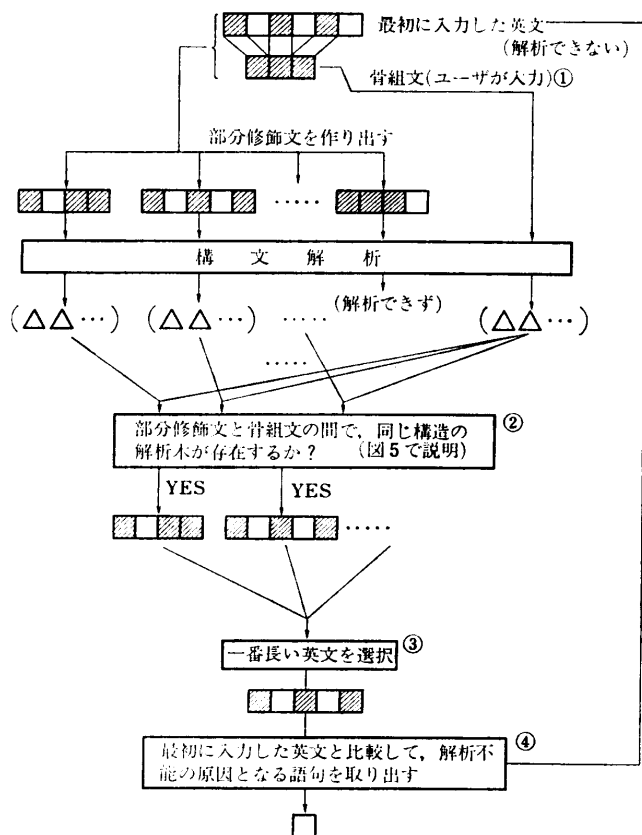 最初に入力した英文
(解析できない)
骨組文(ユーザが入力)①
部分修飾文を作り出す
‥‥‥
構文解析
(解析できず)
(△△…)
(△△…)
‥‥‥
(△△…)
‥‥‥
②
部分修飾文と骨組文の間で,同じ構造の
解析木が存在するか? (図5で説明)
YES
YES
‥‥‥
③
一番長い英文を選択
④
最初に入力した英文と比較して,解析不
能の原因となる語句を取り出す